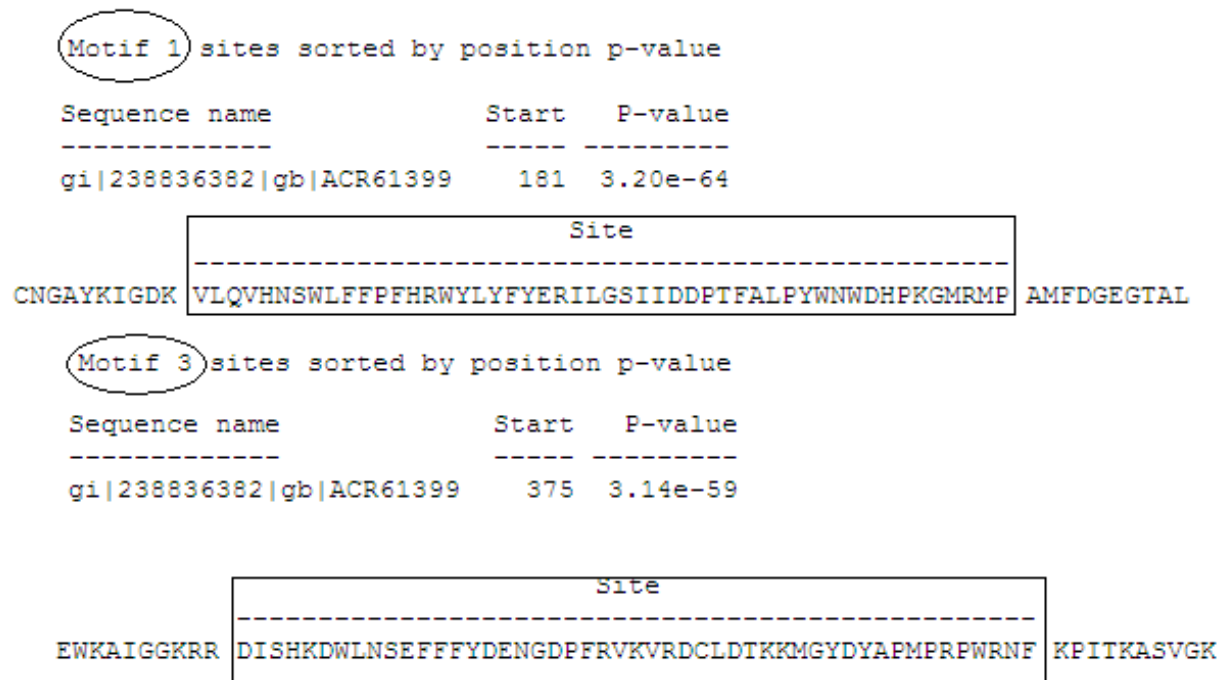 Motif 1 sites sorted by position p-value
Sequence name Start P-value
------------- ----- ---------
gi|238836382|gb|ACR61399 181 3.20e-64
Site
--------------------------------------------------
CNGAYKIGDK VLQVHNSWLFFPFHRWYLYFYERILGSIIDDPTFALPYWNWDHPKGMRMP AMFDGEGTAL
Motif 3 sites sorted by position p-value
Sequence name Start P-value
------------- ----- ---------
gi|238836382|gb|ACR61399 375 3.14e-59
Site
-------------------------------------------------
EWKAIGGKRR DISHKDWLNSEFFFYDENGDPFRVKVRDCLDTKKMGYDYAPMPRPWRNF KPITKASVGK